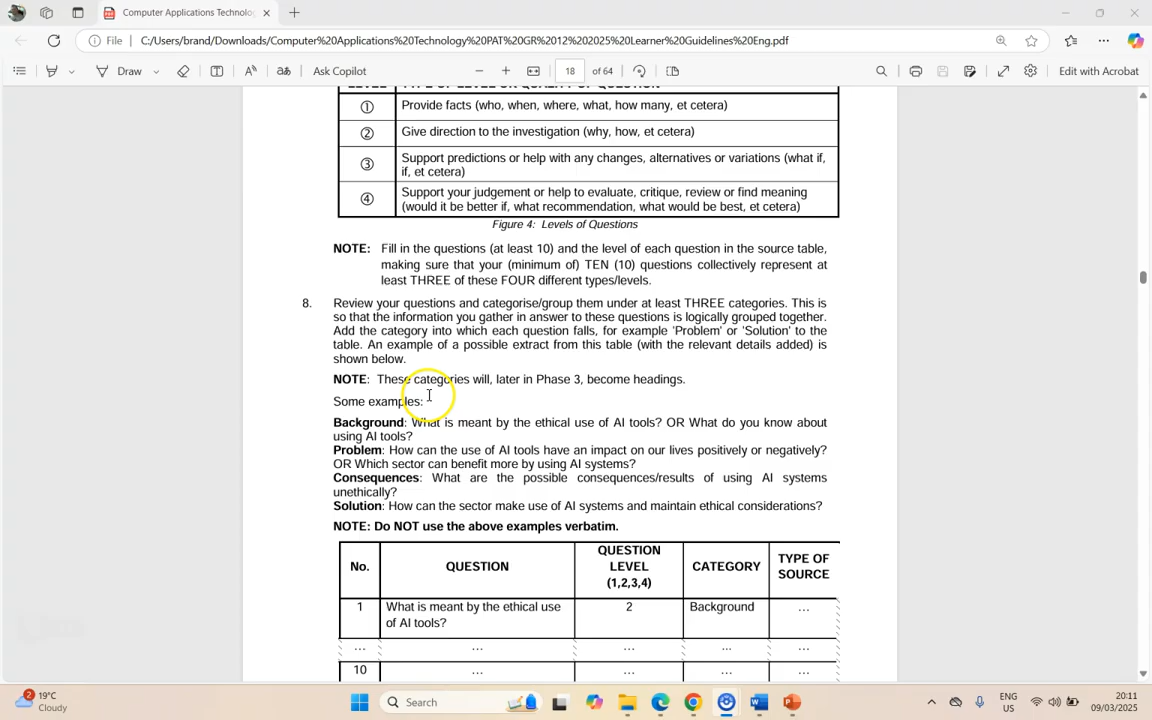 Computer Applications Technolo
File
C:/Users/brand/Downloads/Computer%20Applications%20Technology%20PAT%20GR%2012%202025%20Learner%20Guidelines%20Eng.pdf
Draw
Ask Copilot
18 of 64
Edit with Acrobat
LEVEL TYPE OF LEVEL OR QUALITY OF QUESTION
① Provide facts (who, when, where, what, how many, et cetera)
② Give direction to the investigation (why, how, et cetera)
③ Support predictions or help with any changes, alternatives or variations (what if,
if, et cetera)
④ Support your judgement or help to evaluate, critique, review or find meaning
(would it be better if, what recommendation, what would be best, et cetera)
Figure 4: Levels of Questions
NOTE: Fill in the questions (at least 10) and the level of each question in the source table,
making sure that your (minimum of) TEN (10) questions collectively represent at
least THREE of these FOUR different types/levels.
8. Review your questions and categorise/group them under at least THREE categories. This is
so that the information you gather in answer to these questions is logically grouped together.
Add the category into which each question falls, for example 'Problem' or 'Solution' to the
table. An example of a possible extract from this table (with the relevant details added) is
shown below.
NOTE: These categories will, later in Phase 3, become headings.
Some examples:
Background: What is meant by the ethical use of AI tools? OR What do you know about
using AI tools?
Problem: How can the use of AI tools have an impact on our lives positively or negatively?
OR Which sector can benefit more by using AI systems?
Consequences: What are the possible consequences/results of using AI systems
unethically?
Solution: How can the sector make use of AI systems and maintain ethical considerations?
NOTE: Do NOT use the above examples verbatim.
No. QUESTION QUESTION LEVEL (1,2,3,4) CATEGORY TYPE OF SOURCE
1 What is meant by the ethical use 2 Background ...
of AI tools?
... ... ... ... ...
10 ... ... ... ...
2
19°C
Cloudy
Search
ENG
US
20:11
09/03/2025